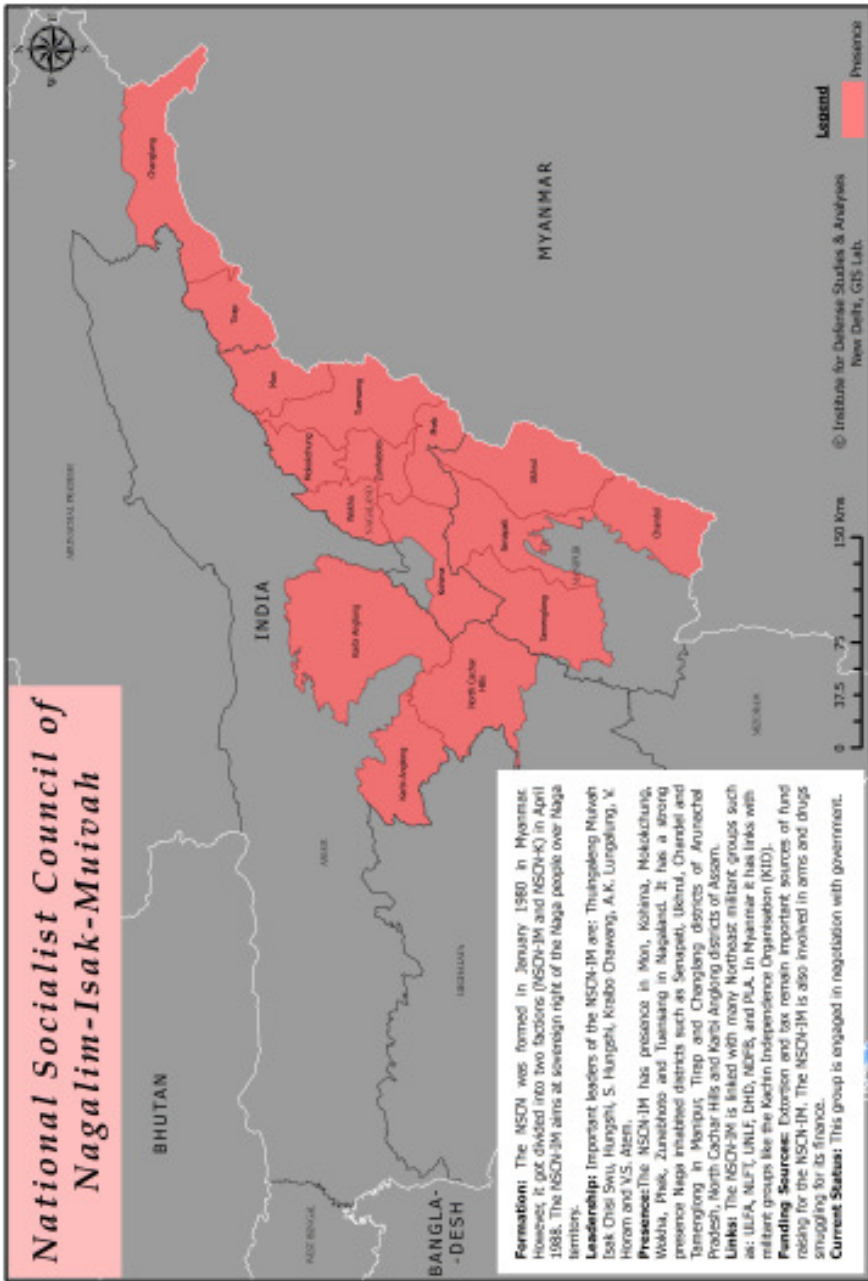 National Socialist Council of
Nagalim-Isak-Muivah
N
E
S
W
BHUTAN
ARUNACHAL PRADESH
INDIA
MYANMAR
Changlang
Tirap
Mon
Tuensang
Mokokchung
Zunheboto
Wokha
NAGALAND
Phek
Kohima
Karbi Anglong
Karbi Anglong
North Cachar
Hills
Senapati
Ukhrul
Tamenglong
MANIPUR
Chandel
ASSAM
MEGHALAYA
MIZORAM
WEST BENGAL
BANGLA-
-DESH
Formation: The NSCN was formed in January 1980 in Myanmar.
However, it got divided into two factions (NSCN-IM and NSCN-K) in April
1988. The NSCN-IM aims at sovereign right of the Naga people over Naga
territory.
Leadership: Important leaders of the NSCN-IM are: Thuingaleng Muivah
Isak Chisi Swu, Hungshi, S. Hungshi, Kraibo Chawang, A.K. Lungalung, V.
Horam and V.S. Atem.
Presence:The NSCN-IM has presence in Mon, Kohima, Mokokchung,
Wokha, Phek, Zunebhoto and Tuensang in Nagaland. It has a strong
presence Naga inhabited districts such as Senapati, Ukhrul, Chandel and
Tamenglong in Manipur, Tirap and Changlang districts of Arunachal
Pradesh, North Cachar Hills and Karbi Anglong districts of Assam.
Links: The NSCN-IM is linked with many Northeast militant groups such
as: ULFA, NLFT, UNLF, DHD, NDFB, and PLA. In Myanmar it has links with
militant groups like the Kachin Independence Organisation (KIO).
Funding Sources: Extortion and tax remain important sources of fund
raising for the NSCN-IM. The NSCN-IM is also involved in arms and drugs
smuggling for its finance.
Current Status: This group is engaged in negotiation with government.
0 37.5 75 150 Kms
© Institute for Defense Studies & Analyses
New Delhi, GIS Lab.
Legend
Presence